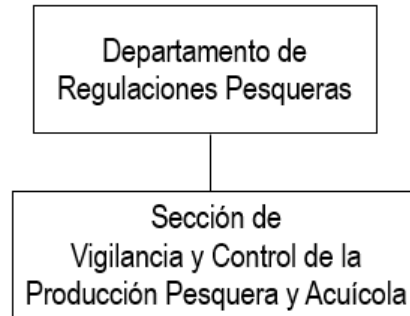 Departamento de
Regulaciones Pesqueras
Sección de
Vigilancia y Control de la
Producción Pesquera y Acuícola